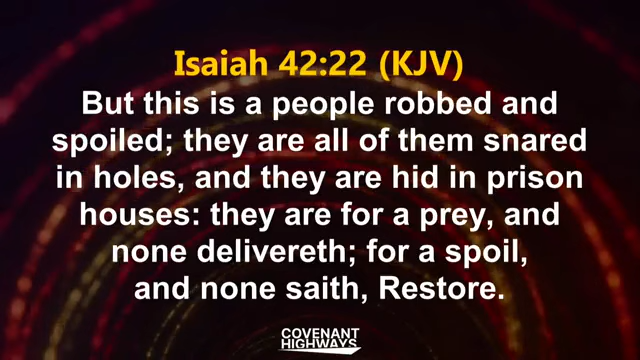 Isaiah 42:22 (KJV)
But this is a people robbed and
spoiled; they are all of them snared
in holes, and they are hid in prison
houses: they are for a prey, and
none delivereth; for a spoil,
and none saith, Restore.
COVENANT
HIGHWAYS